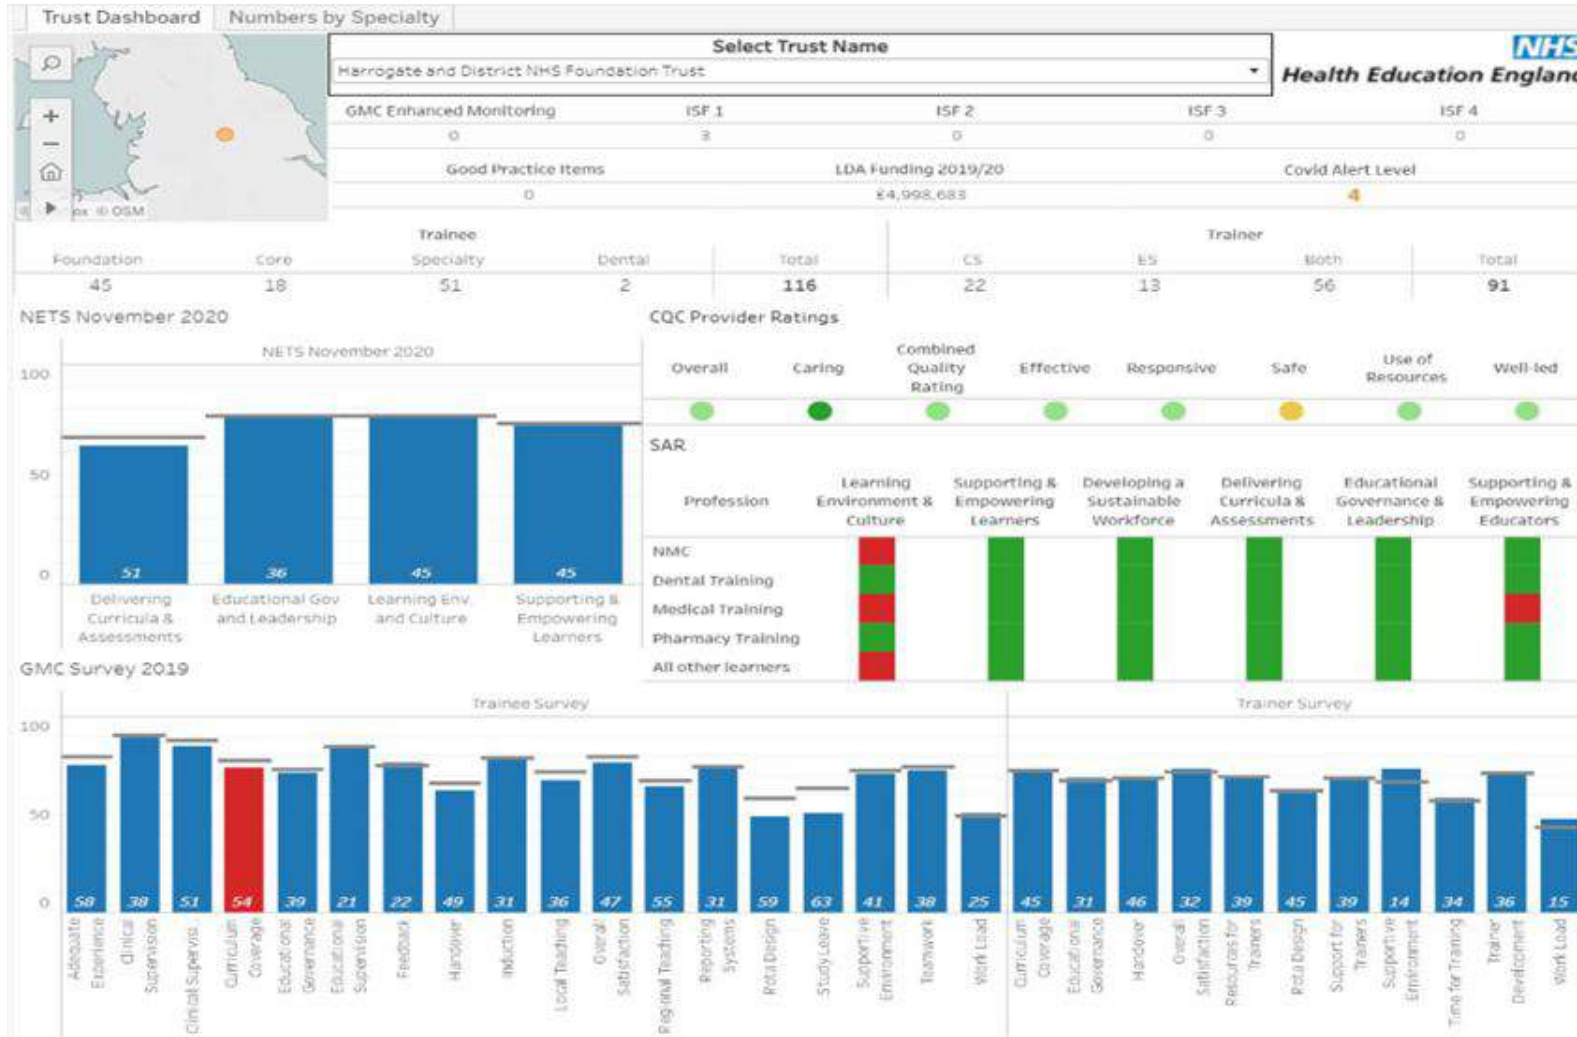 Trust Dashboard
Numbers by Specialty
Select Trust Name
Harrogate and District NHS Foundation Trust
NHS
Health Education England
GMC Enhanced Monitoring ISF 1 ISF 2 ISF 3 ISF 4
0 3 0 0 0
Good Practice Items LDA Funding 2019/20 Covid Alert Level
0 £4,998,683 4
© OSM
Trainee Trainer
Foundation Core Specialty Dental Total CS ES Both Total
45 18 51 2 116 22 13 56 91
NETS November 2020
NETS November 2020
100
50
0
51 36 45 45
Delivering Curricula & Assessments
Educational Gov and Leadership
Learning Env. and Culture
Supporting & Empowering Learners
CQC Provider Ratings
Overall
Caring
Combined Quality Rating
Effective
Responsive
Safe
Use of Resources
Well-led
SAR
Profession
Learning Environment & Culture
Supporting & Empowering Learners
Developing a Sustainable Workforce
Delivering Curricula & Assessments
Educational Governance & Leadership
Supporting & Empowering Educators
NMC
Dental Training
Medical Training
Pharmacy Training
All other learners
GMC Survey 2019
Trainee Survey
Trainer Survey
100
50
0
58 38 51 54 39 21 22 49 31 36 47 55 31 59 63 41 38 25 45 31 46 32 39 45 39 14 34 36 15
Adequate Experience
Clinical Supervision
Clinical Supervisi..
Curriculum Coverage
Educational Governance
Educational Supervision
Feedback
Handover
Induction
Local Teaching
Overall Satisfaction
Regional Teaching
Reporting Systems
Rota Design
Study Leave
Supportive Environment
Teamwork
Work Load
Curriculum Coverage
Educational Governance
Handover
Overall Satisfaction
Resources for Trainers
Rota Design
Support for Trainers
Supportive Environment
Time for Training
Trainer Development
Work Load